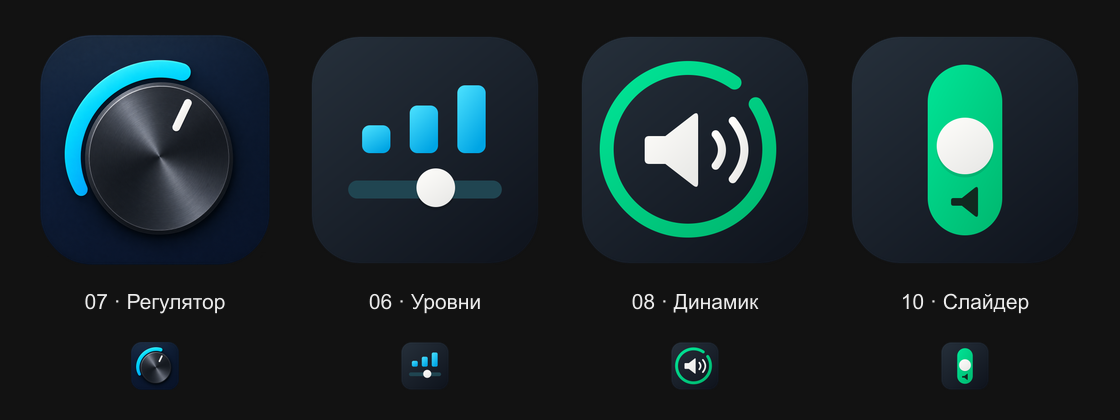 07 · Регулятор
06 · Уровни
08 · Динамик
10 · Слайдер